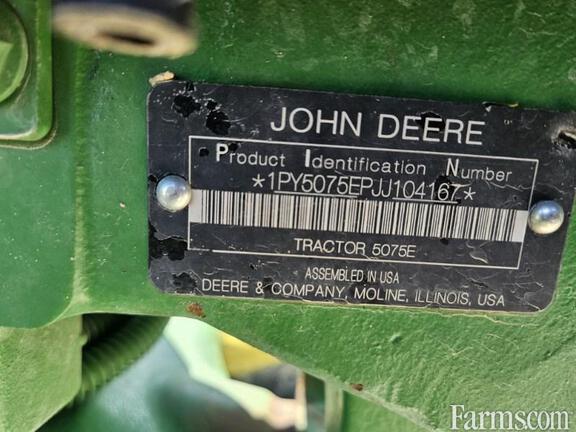 JOHN DEERE
Product Identification Number
*1PY5075EPJJ104167*
TRACTOR 5075E
ASSEMBLED IN USA
DEERE & COMPANY, MOLINE, ILLINOIS, USA
Farms.com